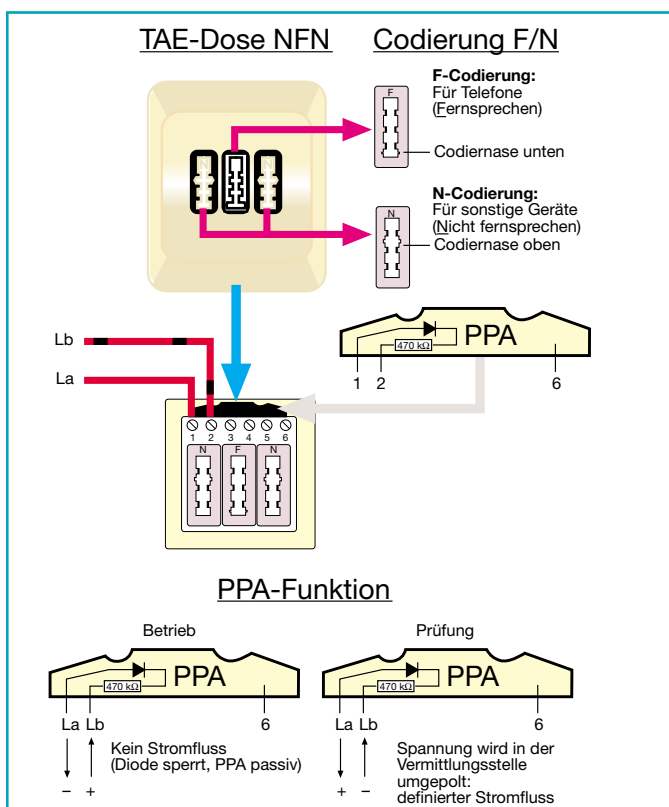 TAE-Dose NFN
Codierung F/N
F-Codierung:
Für Telefone
(Fernsprechen)
F
Codiernase unten
N-Codierung:
Für sonstige Geräte
(Nicht fernsprechen)
Codiernase oben
N
N
F
N
Lb
La
PPA
470 kΩ
1
2
6
1
2
3
4
5
6
N
F
N
PPA-Funktion
Betrieb
PPA
470 kΩ
La
Lb
6
–
+
Kein Stromfluss
(Diode sperrt, PPA passiv)
Prüfung
PPA
470 kΩ
La
Lb
6
+
–
Spannung wird in der
Vermittlungsstelle
umgepolt:
definierter Stromfluss